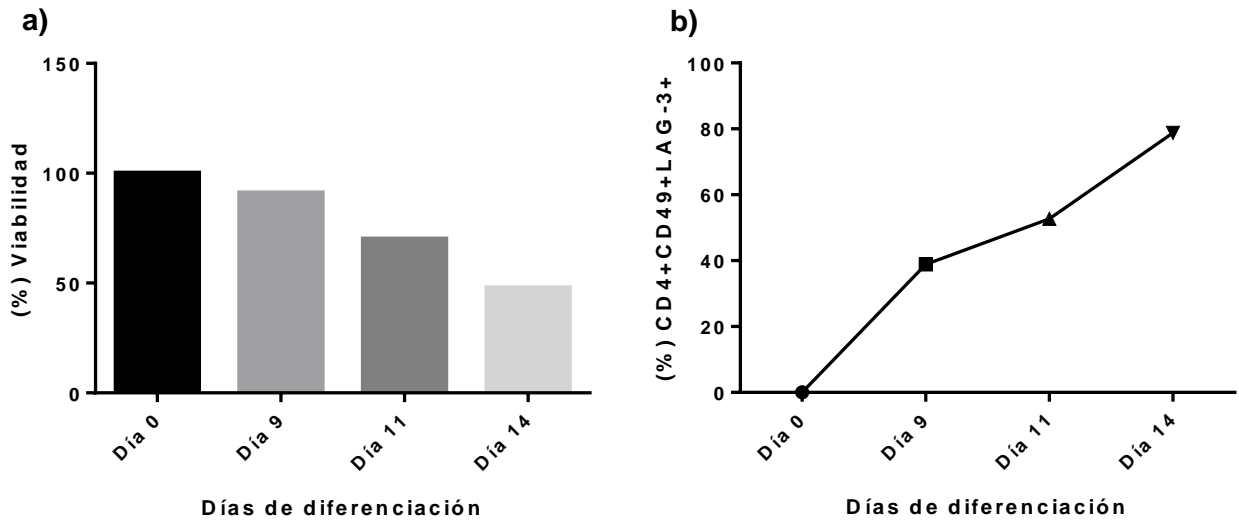 a)
(%) Viabilidad
150
100
50
0
Día 0
Día 9
Día 11
Día 14
Días de diferenciación
b)
(%) CD4+CD49+LAG-3+
100
80
60
40
20
0
Día 0
Día 9
Día 11
Día 14
Días de diferenciación